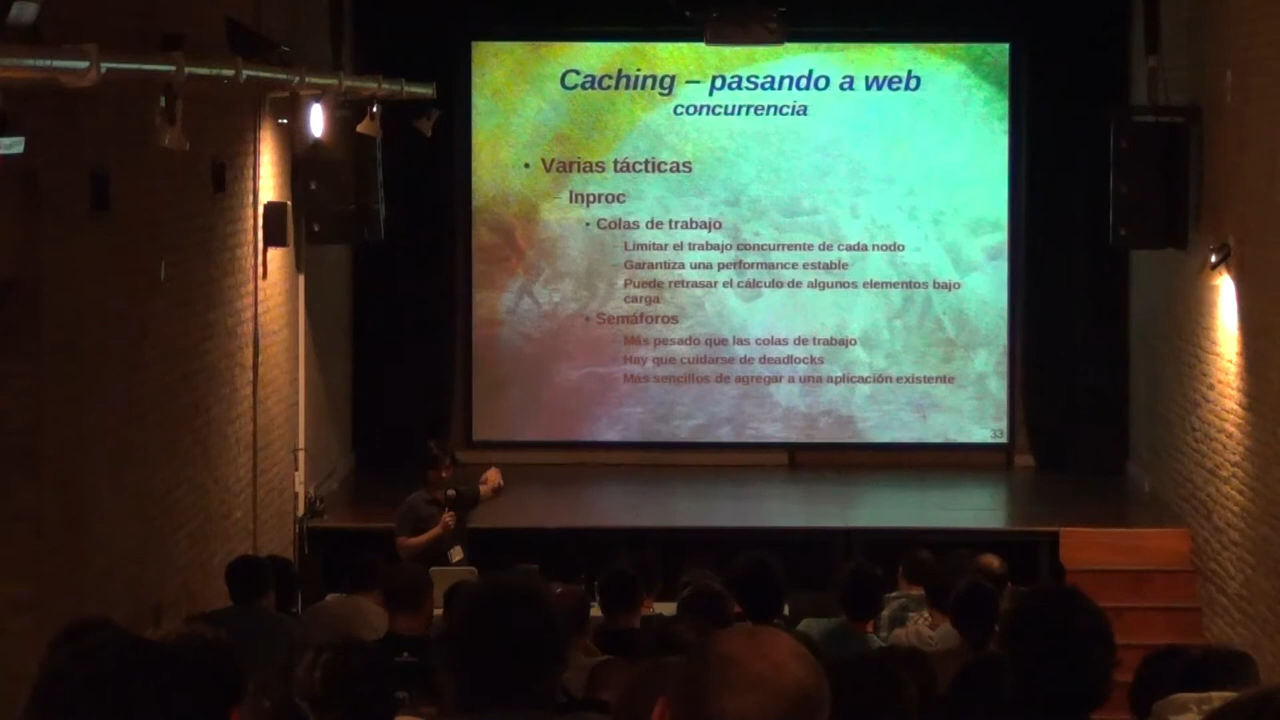 Caching – pasando a web
concurrencia
• Varias tácticas
– Inproc
• Colas de trabajo
– Limitar el trabajo concurrente de cada nodo
– Garantiza una performance estable
– Puede retrasar el cálculo de algunos elementos bajo
carga
• Semáforos
– Más pesado que las colas de trabajo
– Hay que cuidarse de deadlocks
– Más sencillos de agregar a una aplicación existente
33